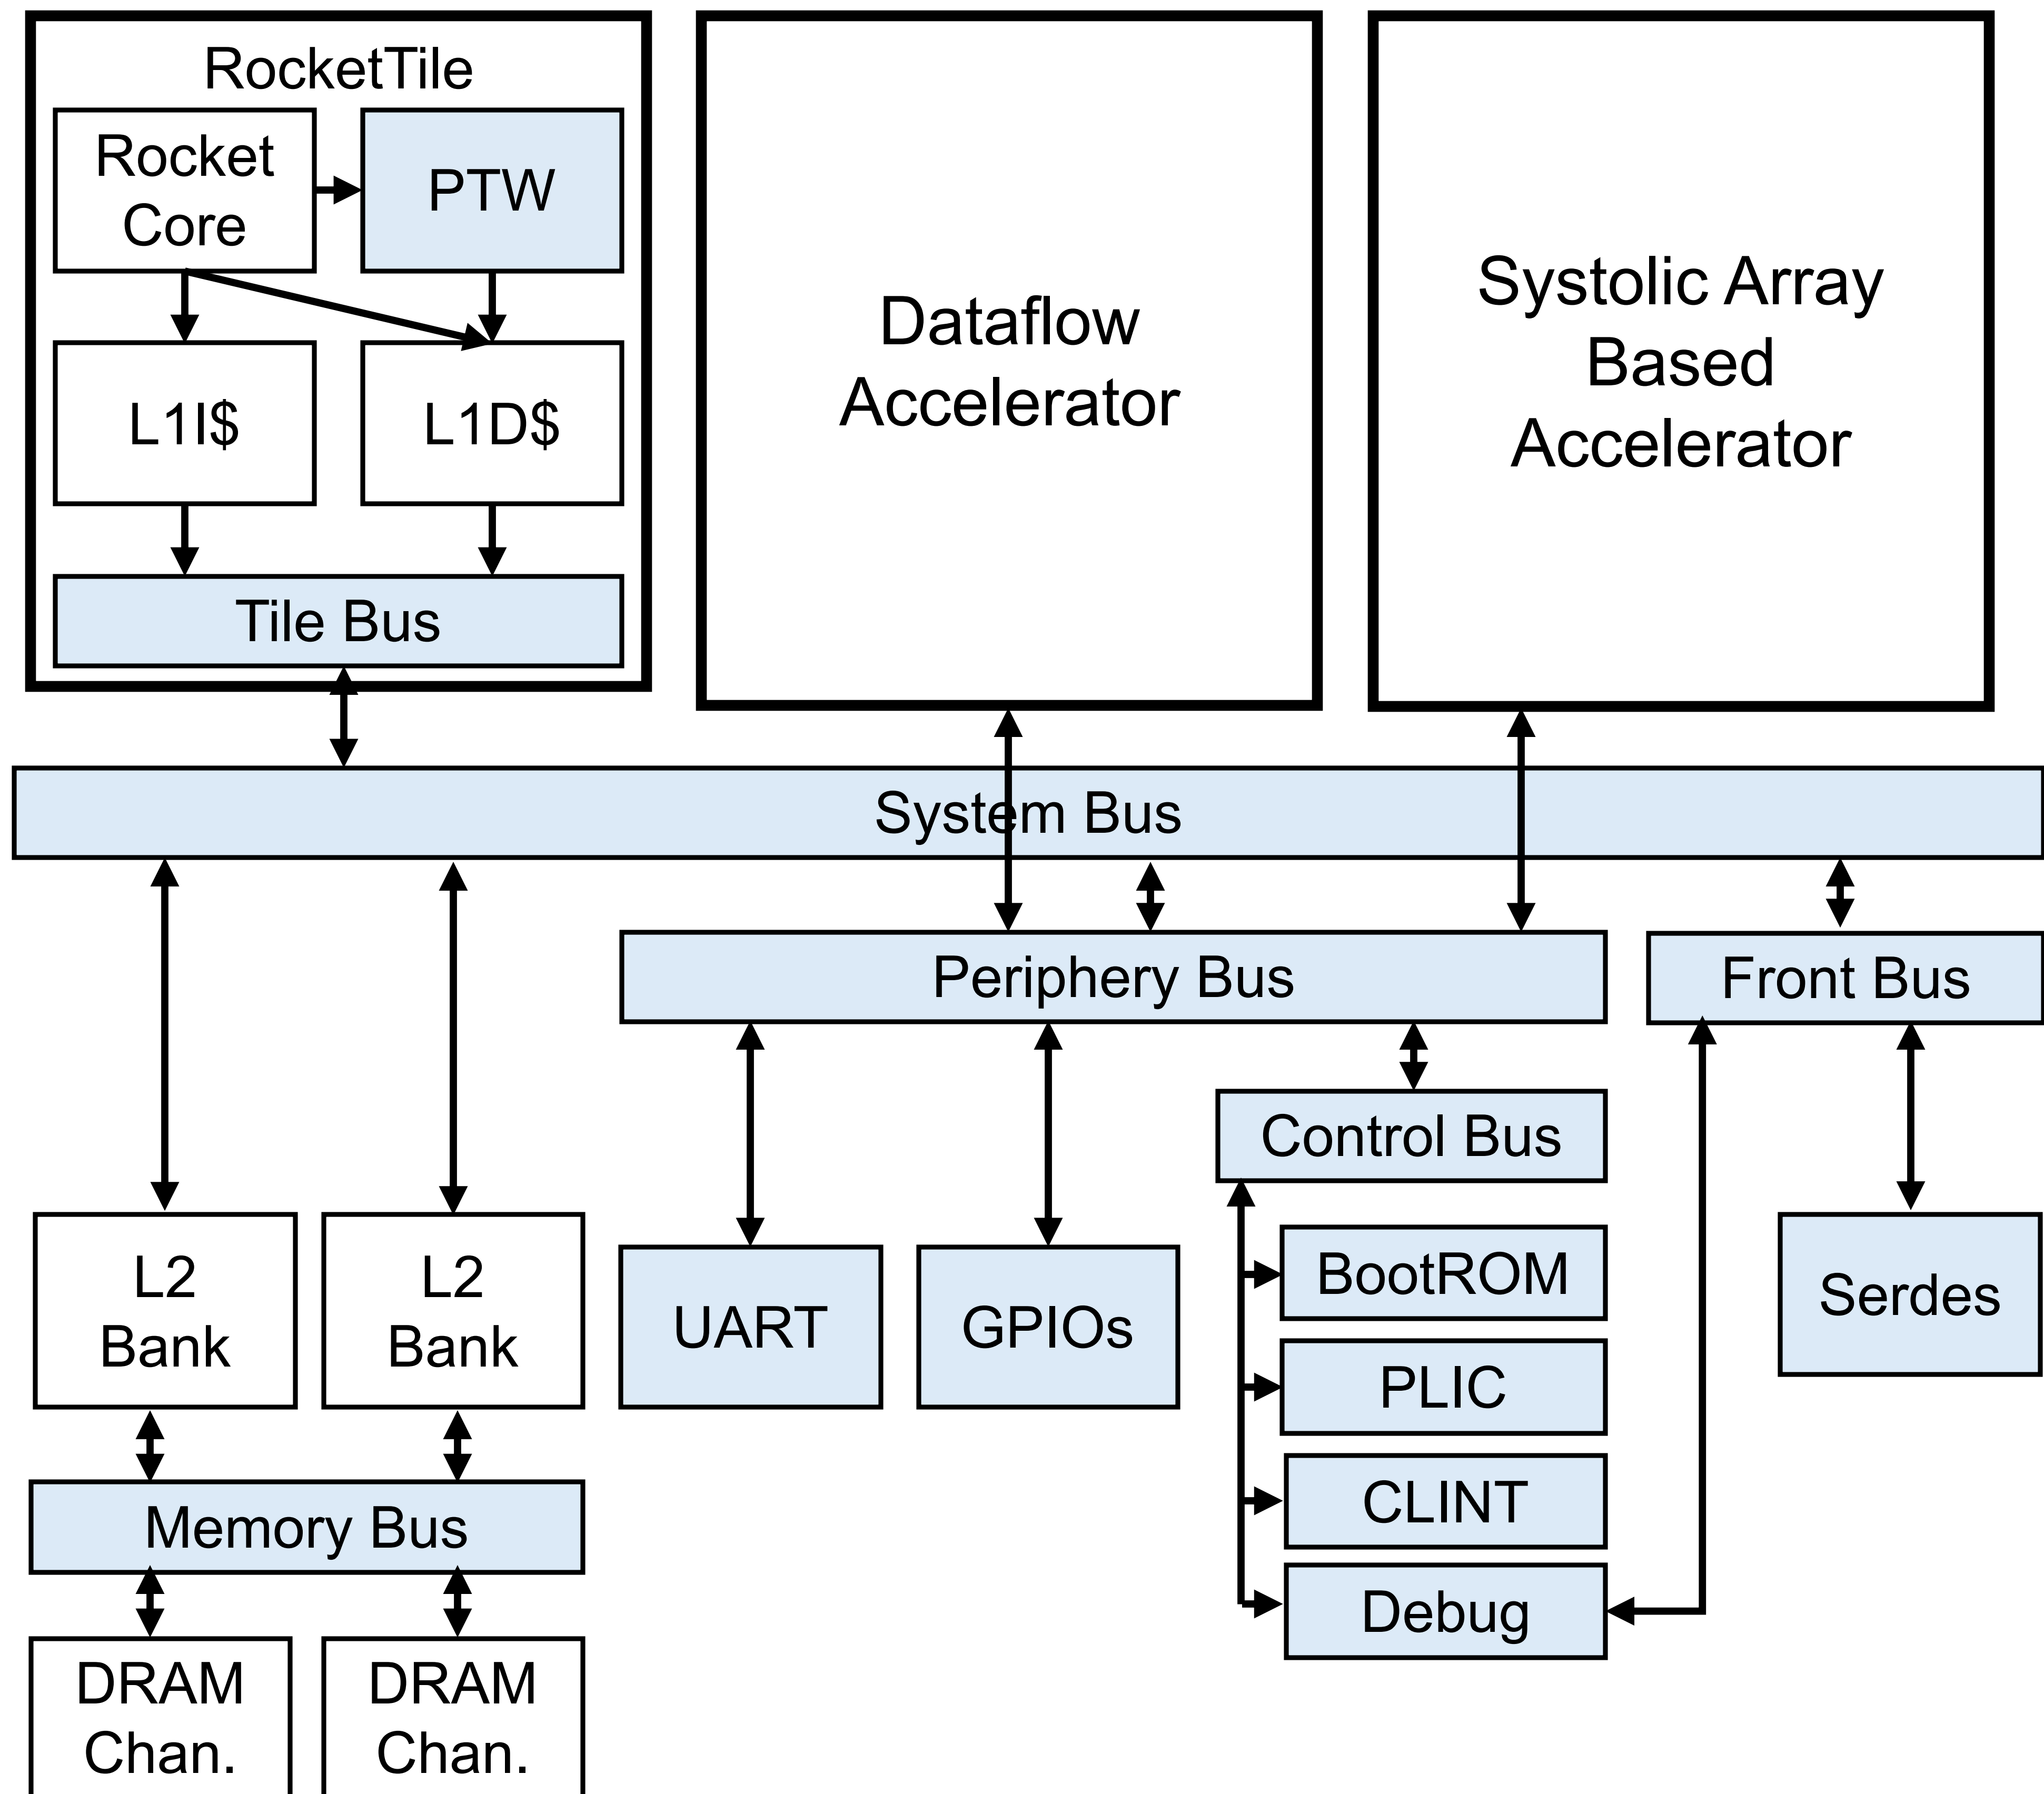 RocketTile
Rocket
Core
PTW
L1I$
L1D$
Tile Bus
Dataflow
Accelerator
Systolic Array
Based
Accelerator
System Bus
Periphery Bus
Front Bus
Control Bus
L2
Bank
L2
Bank
UART
GPIOs
BootROM
PLIC
CLINT
Debug
Serdes
Memory Bus
DRAM
Chan.
DRAM
Chan.